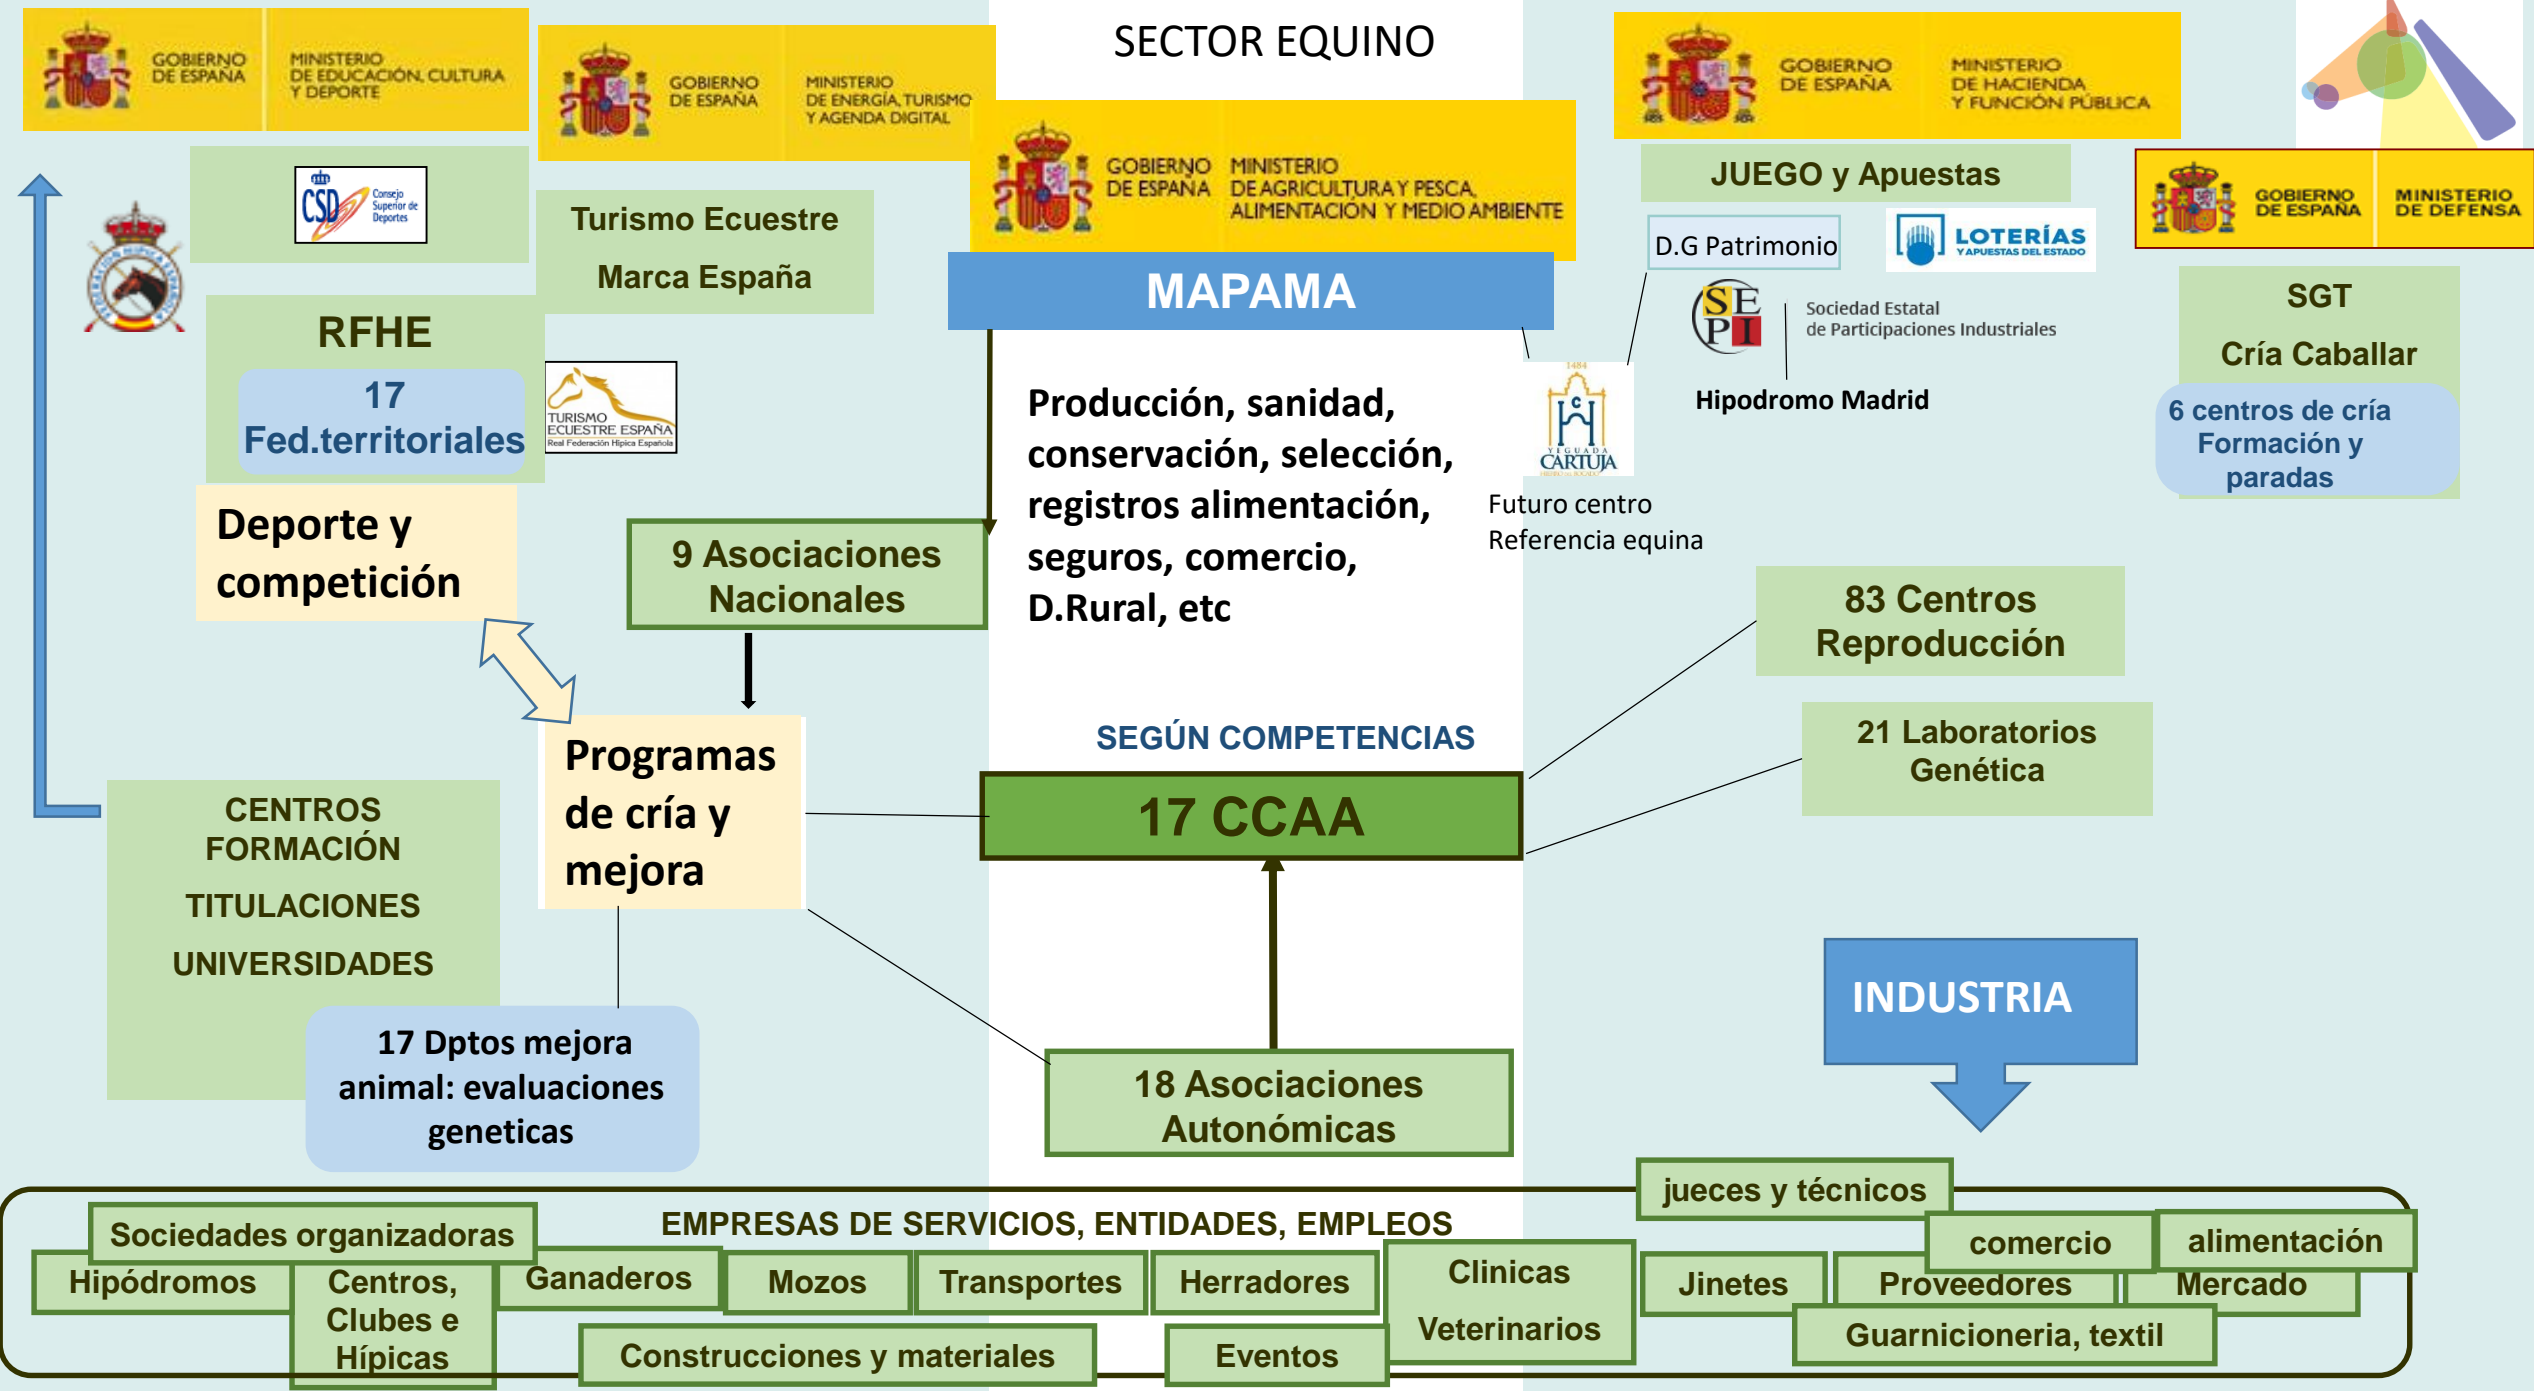 SECTOR EQUINO
GOBIERNO
DE ESPAÑA
MINISTERIO
DE EDUCACIÓN, CULTURA
Y DEPORTE
GOBIERNO
DE ESPAÑA
MINISTERIO
DE ENERGÍA, TURISMO
Y AGENDA DIGITAL
GOBIERNO
DE ESPAÑA
MINISTERIO
DE AGRICULTURA Y PESCA,
ALIMENTACIÓN Y MEDIO AMBIENTE
GOBIERNO
DE ESPAÑA
MINISTERIO
DE HACIENDA
Y FUNCIÓN PÚBLICA
GOBIERNO
DE ESPAÑA
MINISTERIO
DE DEFENSA
CSD
Consejo
Superior de
Deportes
RFHE
17
Fed.territoriales
Turismo Ecuestre
Marca España
TURISMO
ECUESTRE ESPAÑA
Real Federación Hípica Española
MAPAMA
JUEGO y Apuestas
D.G Patrimonio
LOTERÍAS
Y APUESTAS DEL ESTADO
SEPI
Sociedad Estatal
de Participaciones Industriales
Hipodromo Madrid
SGT
Cría Caballar
6 centros de cría
Formación y
paradas
1484
YEGUADA
CARTUJA
Futuro centro
Referencia equina
Producción, sanidad,
conservación, selección,
registros alimentación,
seguros, comercio,
D.Rural, etc
Deporte y
competición
9 Asociaciones
Nacionales
83 Centros
Reproducción
21 Laboratorios
Genética
Programas
de cría y
mejora
SEGÚN COMPETENCIAS
17 CCAA
CENTROS
FORMACIÓN
TITULACIONES
UNIVERSIDADES
17 Dptos mejora
animal: evaluaciones
geneticas
18 Asociaciones
Autonómicas
INDUSTRIA
EMPRESAS DE SERVICIOS, ENTIDADES, EMPLEOS
jueces y técnicos
Sociedades organizadoras
comercio
alimentación
Hipódromos
Centros,
Clubes e
Hípicas
Ganaderos
Mozos
Transportes
Herradores
Clinicas
Veterinarios
Jinetes
Proveedores
Mercado
Construcciones y materiales
Eventos
Guarnicioneria, textil